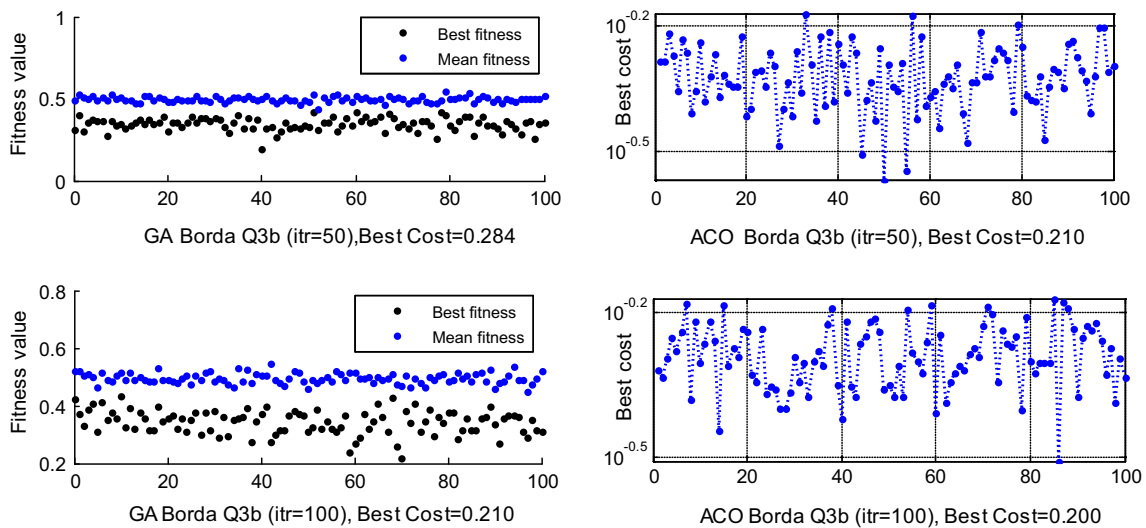 Fitness value
1
0.5
0
Best fitness
Mean fitness
0 20 40 60 80 100
GA Borda Q3b (itr=50),Best Cost=0.284
Best cost
10^-0.2
10^-0.5
0 20 40 60 80 100
ACO Borda Q3b (itr=50), Best Cost=0.210
Fitness value
0.8
0.6
0.4
0.2
Best fitness
Mean fitness
0 20 40 60 80 100
GA Borda Q3b (itr=100), Best Cost=0.210
Best cost
10^-0.2
10^-0.5
0 20 40 60 80 100
ACO Borda Q3b (itr=100), Best Cost=0.200